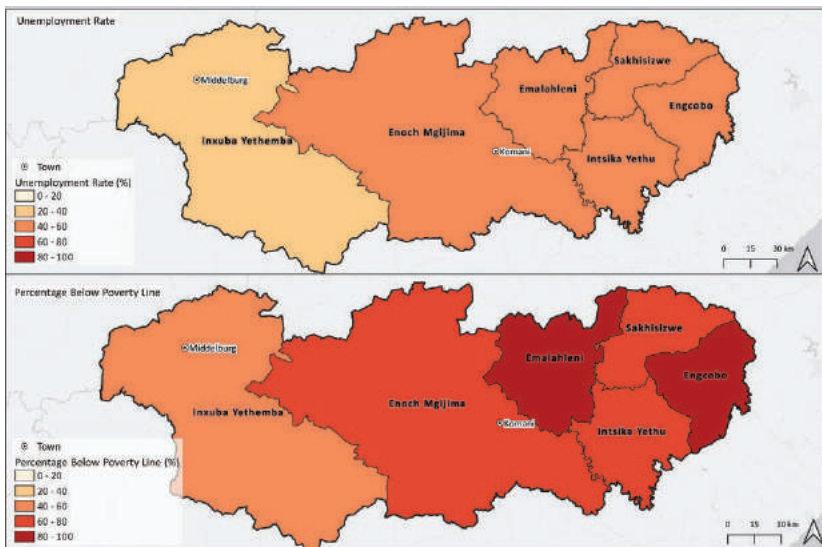 Unemployment Rate
Middelburg
Sakhisizwe
Emalahleni
Engcobo
Enoch Mgijima
Inxuba Yethemba
Komani
Intsika Yethu
Town
Unemployment Rate (%)
0 - 20
20 - 40
40 - 60
60 - 80
80 - 100
0 15 30 km
Percentage Below Poverty Line
Sakhisizwe
Middelburg
Emalahleni
Engcobo
Enoch Mgijima
Inxuba Yethemba
Komani
Intsika Yethu
Town
Percentage Below Poverty Line (%)
0 - 20
20 - 40
40 - 60
60 - 80
80 - 100
0 15 30 km